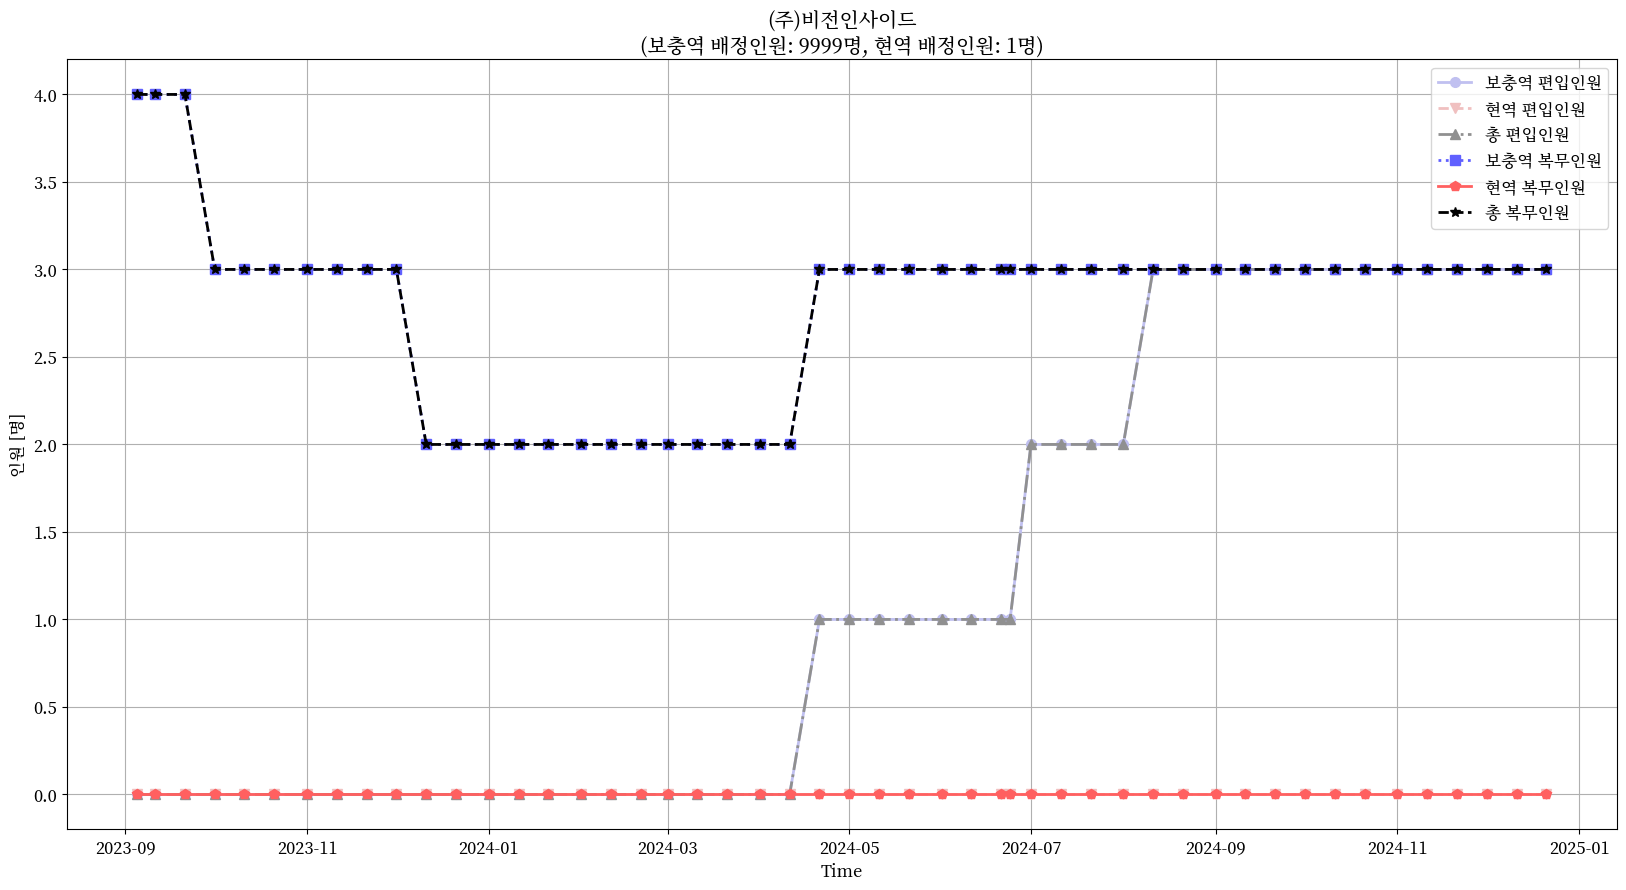 (주)비전인사이드
(보충역 배정인원: 9999명, 현역 배정인원: 1명)
보충역 편입인원
현역 편입인원
총 편입인원
보충역 복무인원
현역 복무인원
총 복무인원
인원 [명]
4.0
3.5
3.0
2.5
2.0
1.5
1.0
0.5
0.0
2023-09 2023-11 2024-01 2024-03 2024-05 2024-07 2024-09 2024-11 2025-01
Time